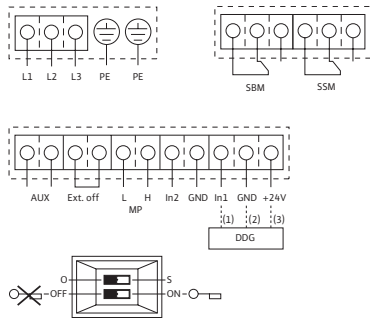 L1 L2 L3 PE PE
SBM SSM
AUX Ext. off L H In2 GND In1 GND +24V
MP
(1) (2) (3)
DDG
O S
OFF ON